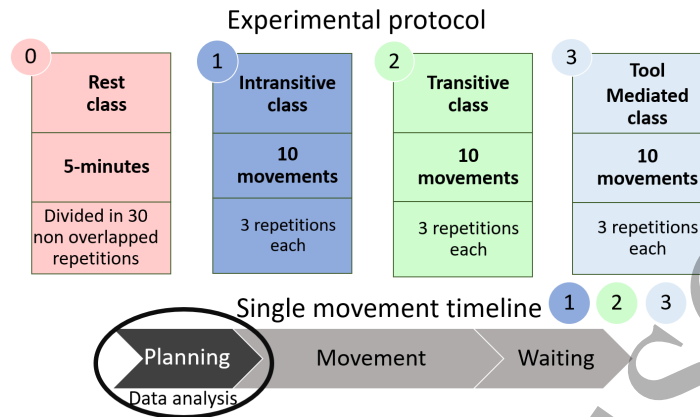 Experimental protocol
0
Rest
class
5-minutes
Divided in 30
non overlapped
repetitions
1
Intransitive
class
10
movements
3 repetitions
each
2
Transitive
class
10
movements
3 repetitions
each
3
Tool
Mediated
class
10
movements
3 repetitions
each
Single movement timeline 1 2 3
Planning Movement Waiting
Data analysis